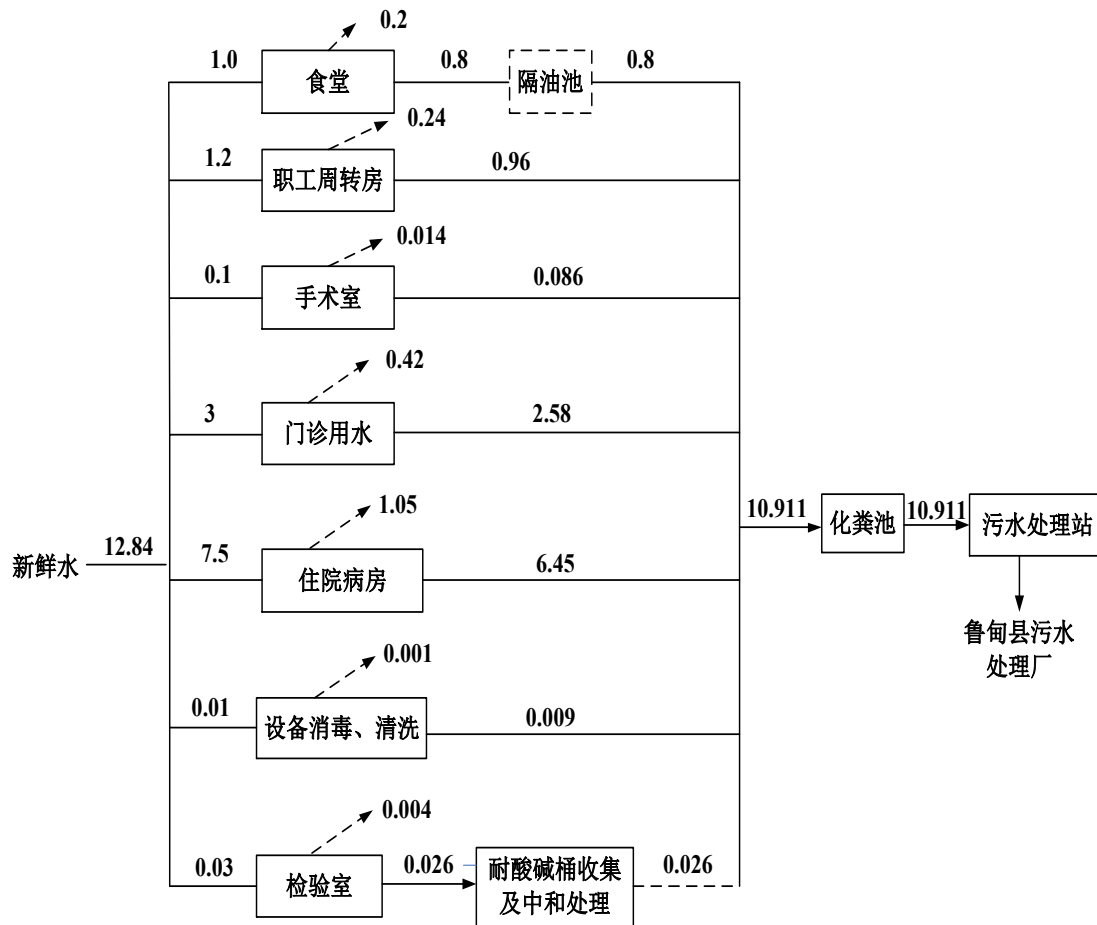 0.2
1.0
食堂
0.8
隔油池
0.8
0.24
1.2
职工周转房
0.96
0.014
0.1
手术室
0.086
0.42
3
门诊用水
2.58
1.05
7.5
住院病房
6.45
新鲜水
12.84
10.911
化粪池
10.911
污水处理站
鲁甸县污水
处理厂
0.001
0.01
设备消毒、清洗
0.009
0.004
0.03
检验室
0.026
耐酸碱桶收集
及中和处理
0.026